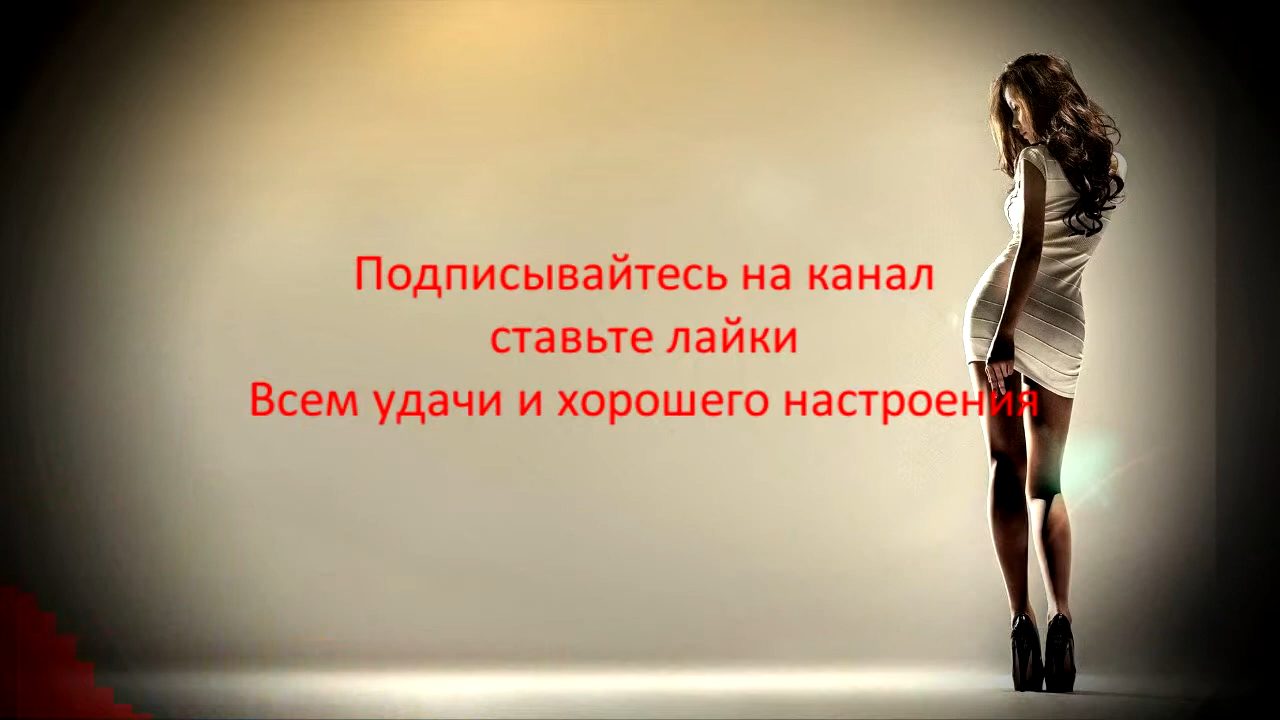 Подписывайтесь на канал
ставьте лайки
Всем удачи и хорошего настроения